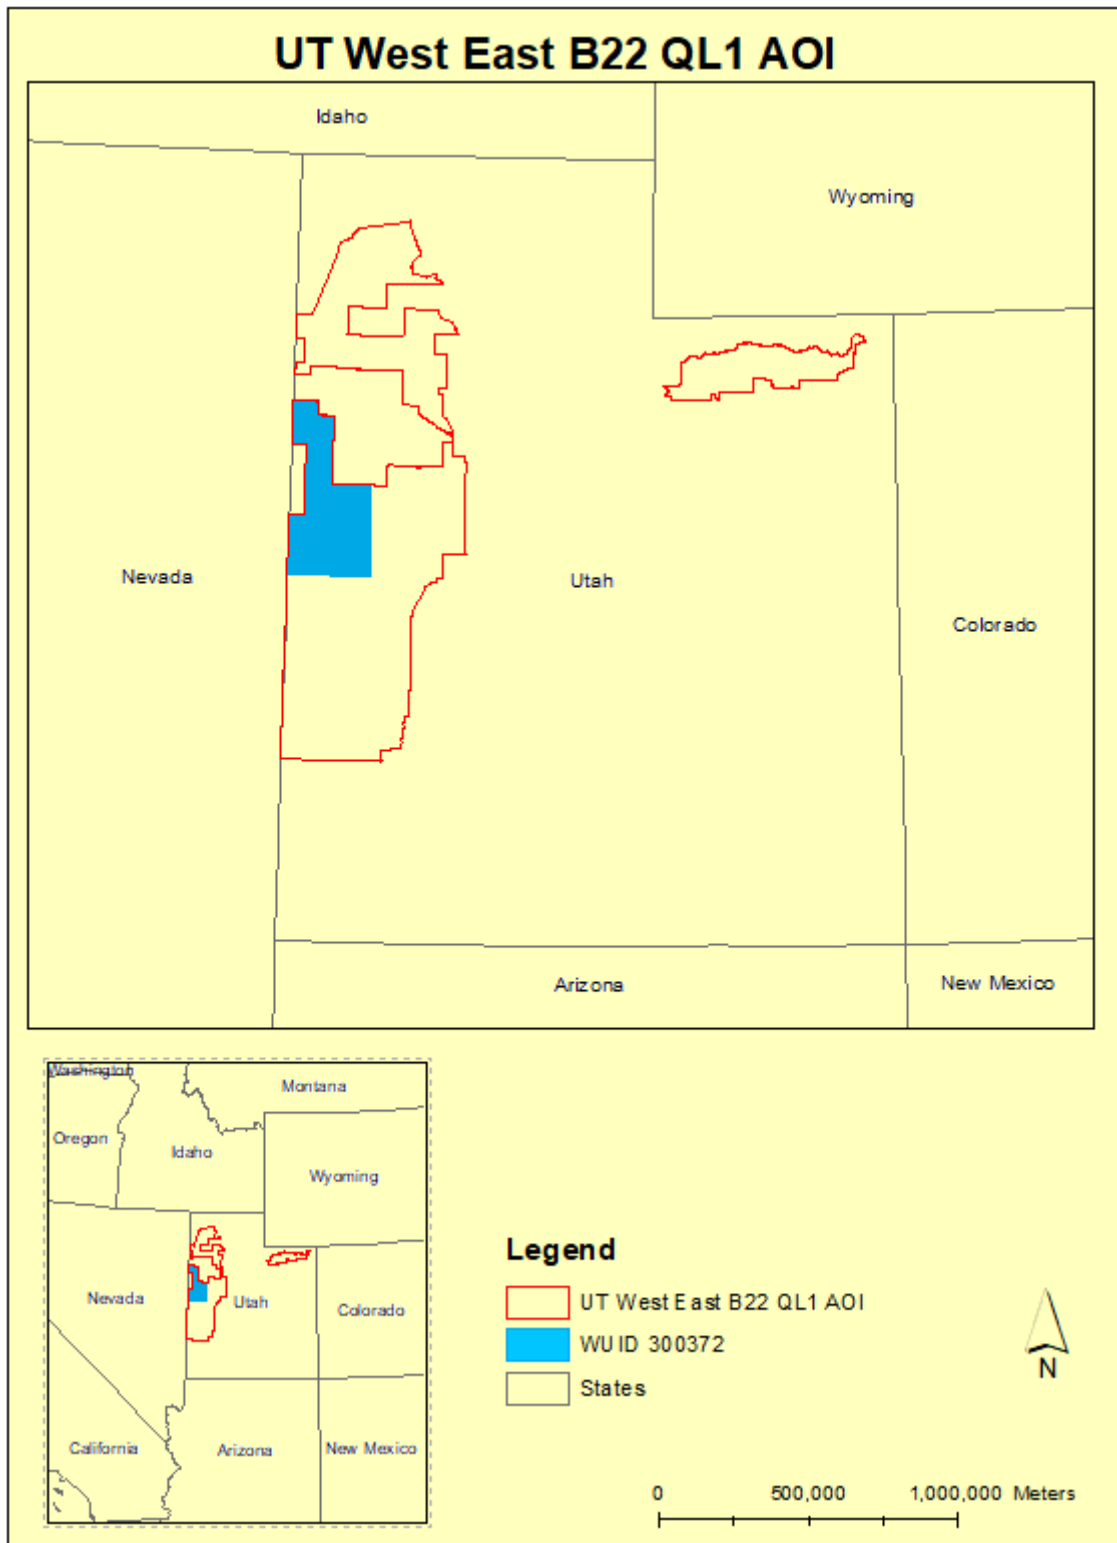 UT West East B22 QL1 AOI
Idaho
Wyoming
Nevada
Utah
Colorado
Arizona
New Mexico
Washington
Montana
Oregon
Idaho
Wyoming
Nevada
Utah
Colorado
California
Arizona
New Mexico
Legend
UT West East B22 QL1 AOI
WUID 300372
States
N
0 500,000 1,000,000 Meters